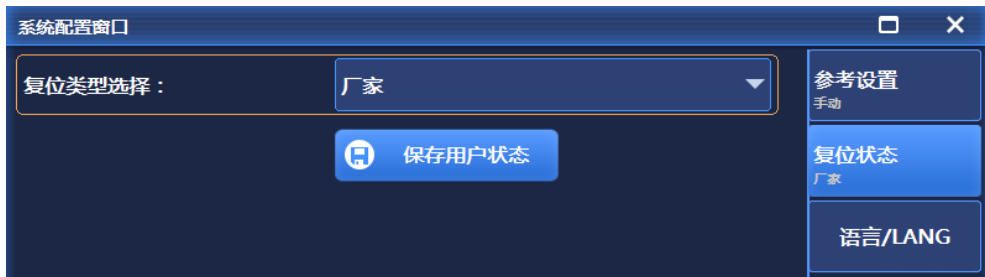 系统配置窗口
复位类型选择：
厂家
保存用户状态
参考设置
手动
复位状态
厂家
语言/LANG